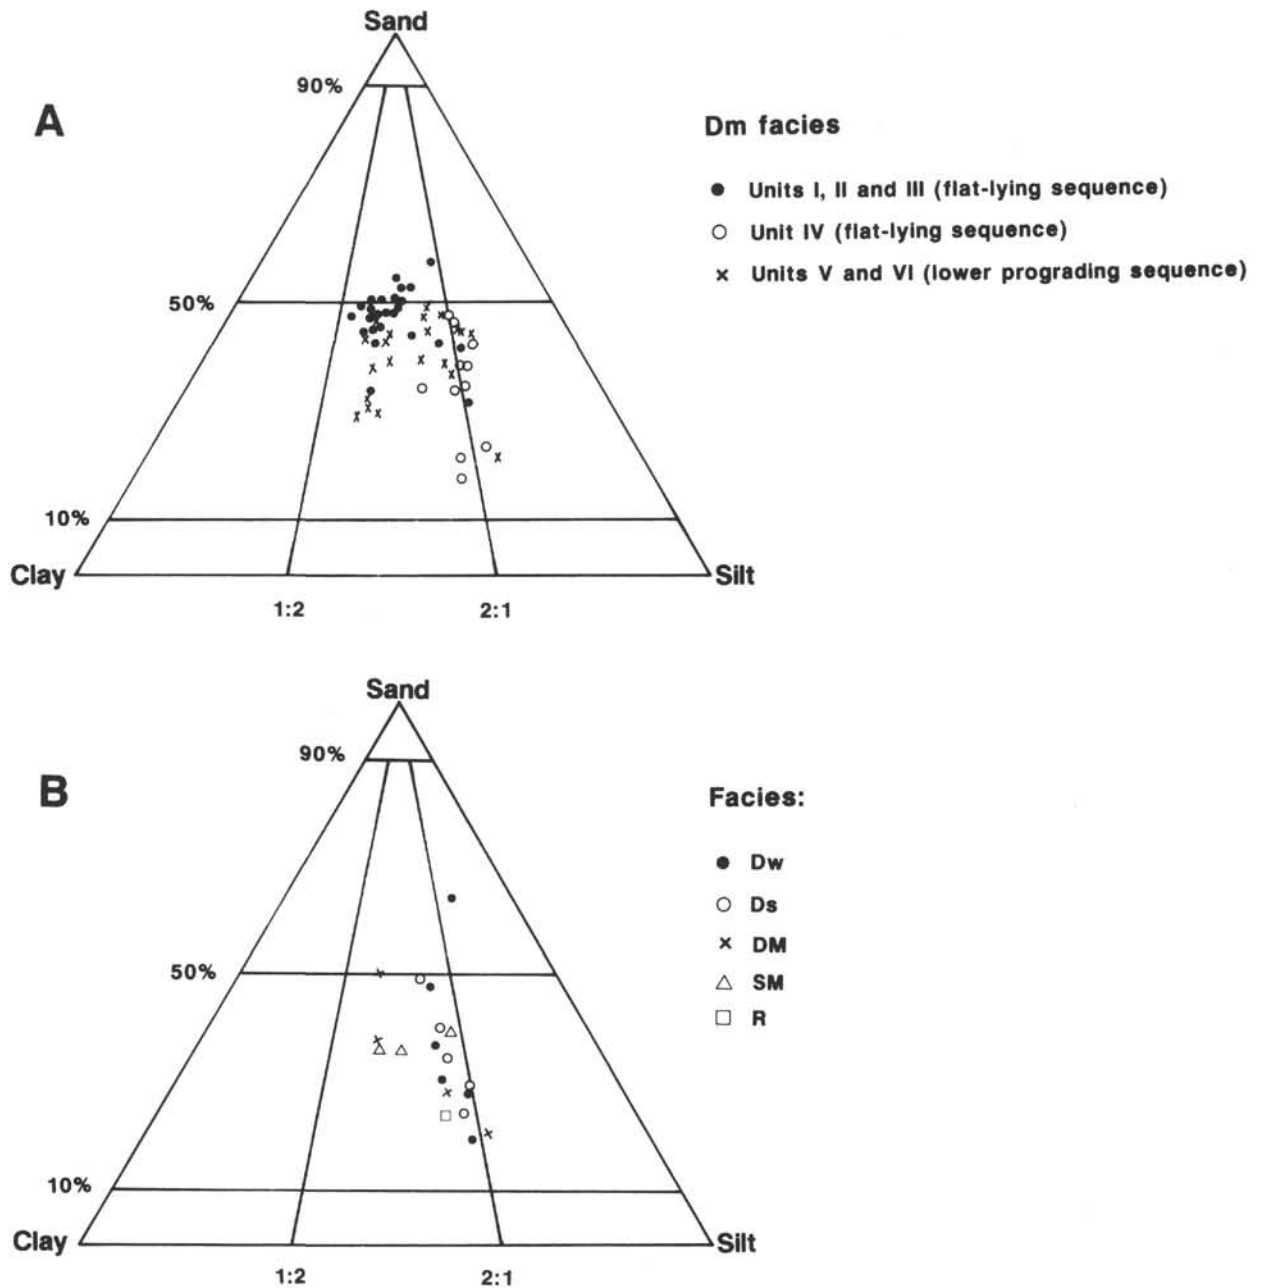 Sand
90%
A
Dm facies
Units I, II and III (flat-lying sequence)
Unit IV (flat-lying sequence)
Units V and VI (lower prograding sequence)
50%
10%
Clay
Silt
1:2
2:1
Sand
90%
B
Facies:
Dw
Ds
DM
SM
R
50%
10%
Clay
Silt
1:2
2:1